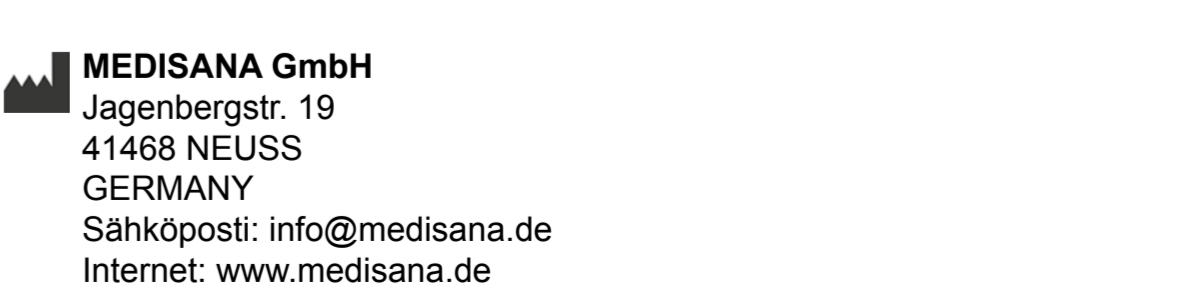 MEDISANA GmbH
Jagenbergstr. 19
41468 NEUSS
GERMANY
Sähköposti: info@medisana.de
Internet: www.medisana.de